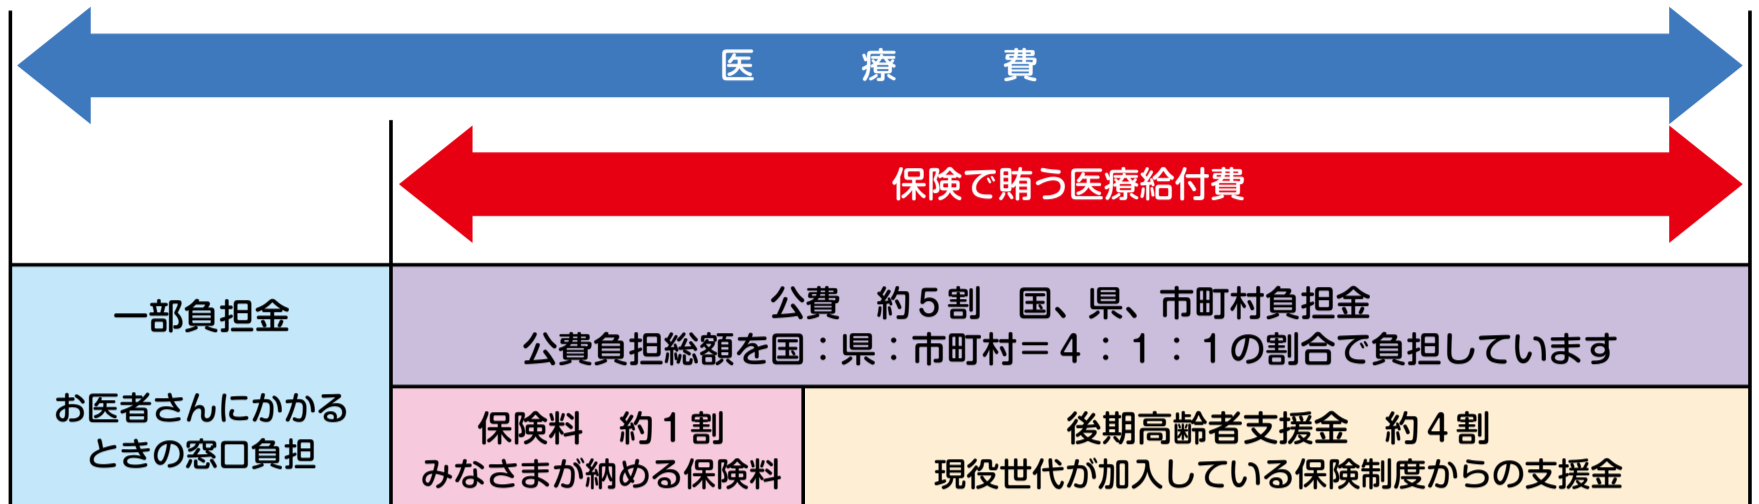 医療費
保険で賄う医療給付費
一部負担金
お医者さんにかかる
ときの窓口負担
公費　約５割　国、県、市町村負担金
公費負担総額を国：県：市町村＝４：１：１の割合で負担しています
保険料　約１割
みなさまが納める保険料
後期高齢者支援金　約４割
現役世代が加入している保険制度からの支援金